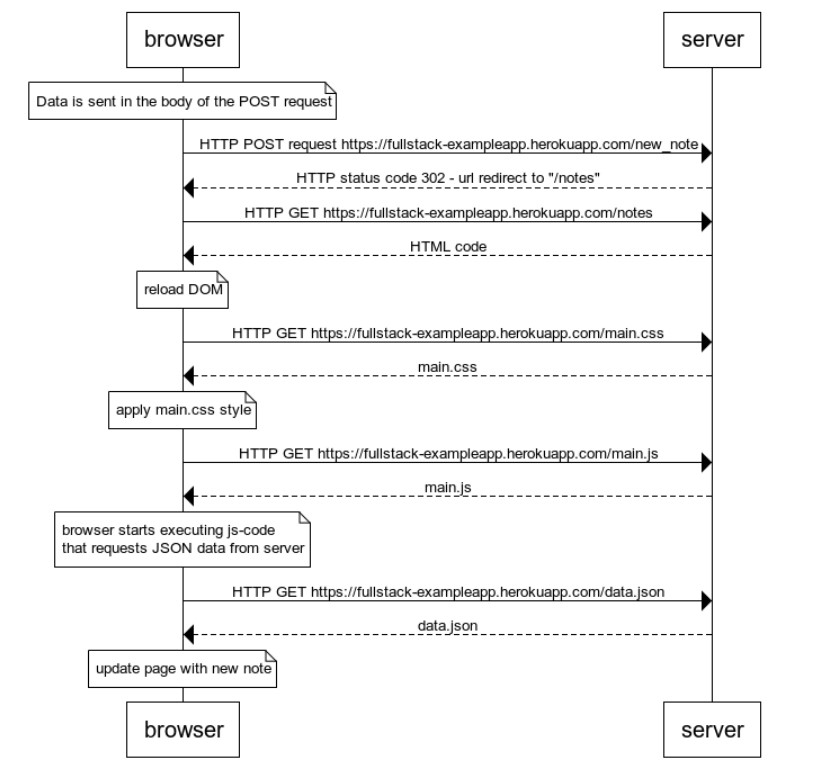 browser
server
Data is sent in the body of the POST request
HTTP POST request https://fullstack-exampleapp.herokuapp.com/new_note
HTTP status code 302 - url redirect to "/notes"
HTTP GET https://fullstack-exampleapp.herokuapp.com/notes
HTML code
reload DOM
HTTP GET https://fullstack-exampleapp.herokuapp.com/main.css
main.css
apply main.css style
HTTP GET https://fullstack-exampleapp.herokuapp.com/main.js
main.js
browser starts executing js-code
that requests JSON data from server
HTTP GET https://fullstack-exampleapp.herokuapp.com/data.json
data.json
update page with new note
browser
server